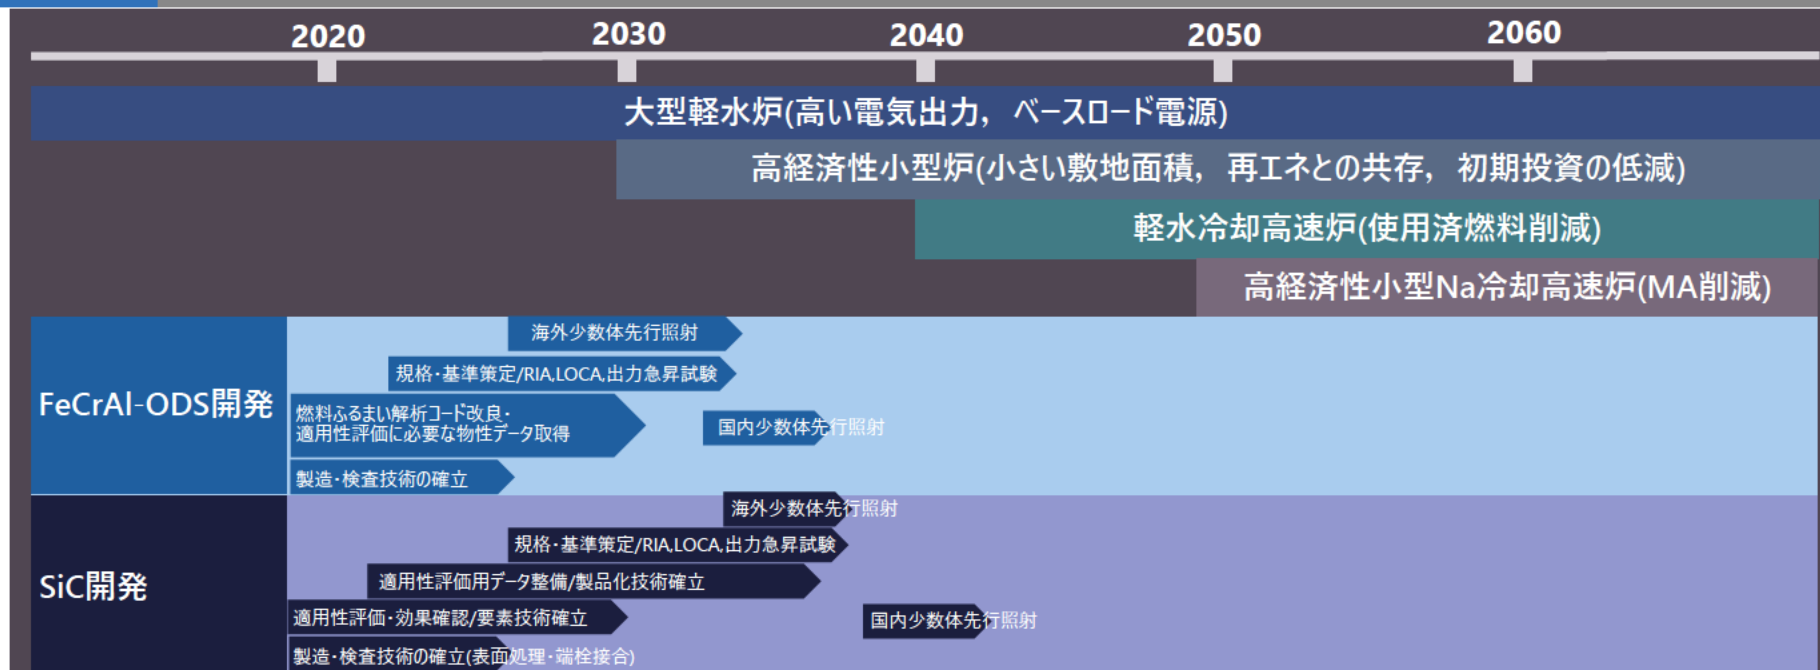 2020 2030 2040 2050 2060
大型軽水炉(高い電気出力，ベースロード電源)
高経済性小型炉(小さい敷地面積，再エネとの共存，初期投資の低減)
軽水冷却高速炉(使用済燃料削減)
高経済性小型Na冷却高速炉(MA削減)
FeCrAl-ODS開発
海外少数体先行照射
規格・基準策定/RIA,LOCA,出力急昇試験
燃料ふるまい解析コード改良・
適用性評価に必要な物性データ取得
国内少数体先行照射
製造・検査技術の確立
SiC開発
海外少数体先行照射
規格・基準策定/RIA,LOCA,出力急昇試験
適用性評価用データ整備/製品化技術確立
適用性評価・効果確認/要素技術確立
国内少数体先行照射
製造・検査技術の確立(表面処理・端栓接合)